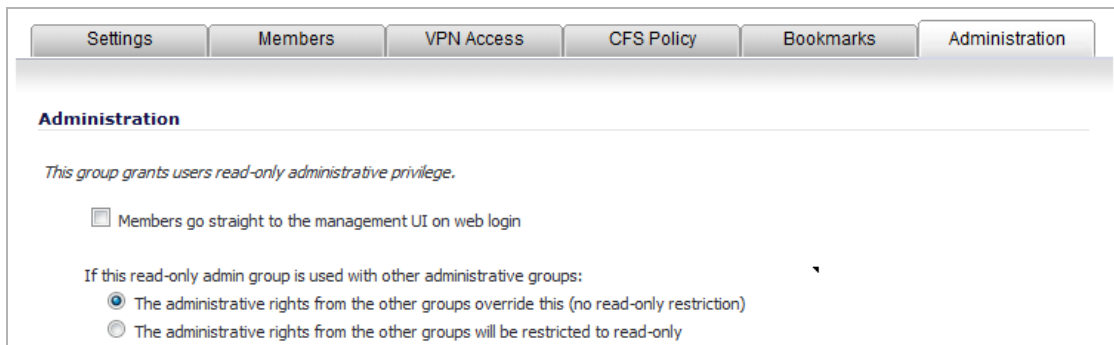 Settings Members VPN Access CFS Policy Bookmarks Administration
Administration
This group grants users read-only administrative privilege.
Members go straight to the management UI on web login
If this read-only admin group is used with other administrative groups:
The administrative rights from the other groups override this (no read-only restriction)
The administrative rights from the other groups will be restricted to read-only